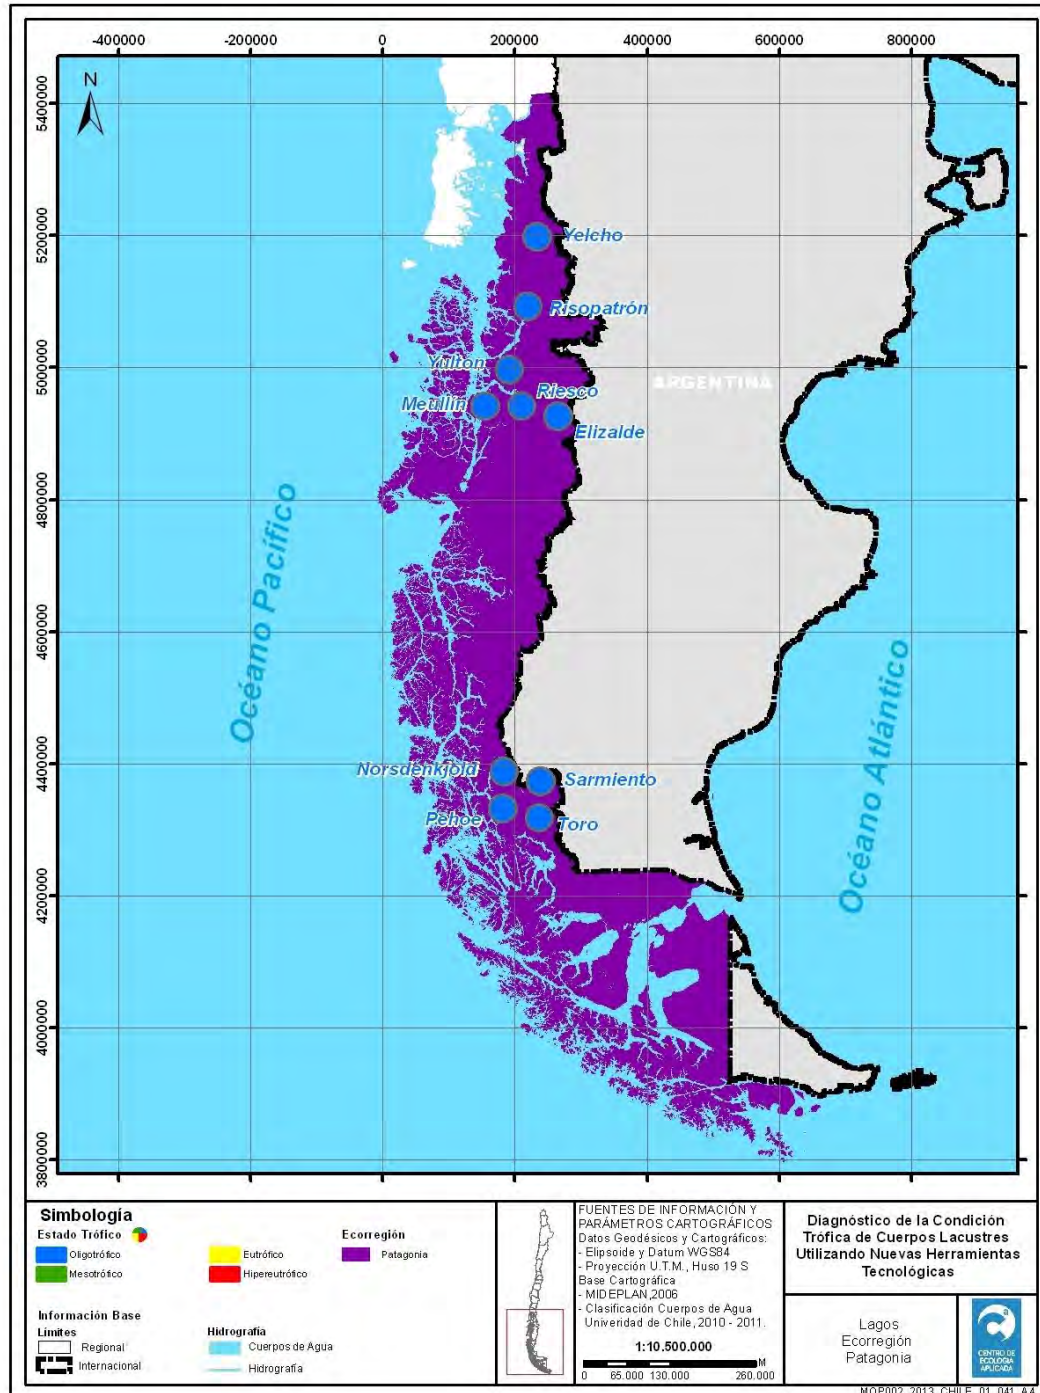 -400000 -200000 0 200000 400000 600000 800000
N
5400000
5200000
5000000
4800000
4600000
4400000
4200000
4000000
3800000
Yelcho
Risopatrón
Yulton
Riesco
Meullín
Elizalde
ARGENTINA
Océano Pacífico
Océano Atlántico
Norsdenkjold
Sarmiento
Pehoe
Toro
Simbología
Estado Trófico
Oligotrófico
Mesotrófico
Eutrófico
Hipereutrófico
Ecorregión
Patagonia
Información Base
Límites
Regional
Internacional
Hidrografía
Cuerpos de Agua
Hidrografía
FUENTES DE INFORMACIÓN Y
PARÁMETROS CARTOGRÁFICOS
Datos Geodésicos y Cartográficos:
- Elipsoide y Datum WGS84
- Proyección U.T.M., Huso 19 S
Base Cartográfica
- MIDEPLAN,2006
- Clasificación Cuerpos de Agua
Univeridad de Chile, 2010 - 2011.
1:10.500.000
M
0 65.000 130.000 260.000
Diagnóstico de la Condición
Trófica de Cuerpos Lacustres
Utilizando Nuevas Herramientas
Tecnológicas
Lagos
Ecorregión
Patagonia
CENTRO DE
ECOLOGÍA
APLICADA
MOP002_2013_CHILE_01_041_A4